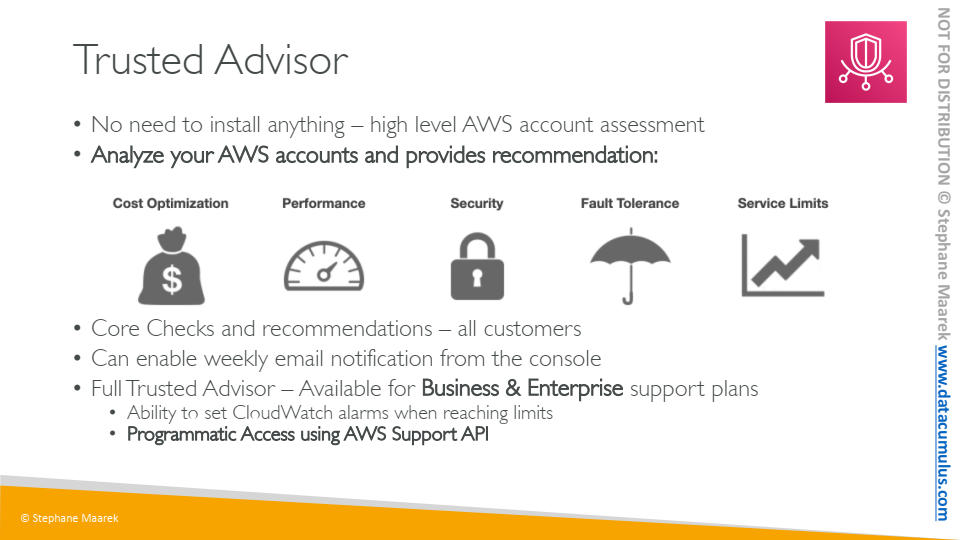 Trusted Advisor
• No need to install anything – high level AWS account assessment
• Analyze your AWS accounts and provides recommendation:
Cost Optimization
Performance
Security
Fault Tolerance
Service Limits
$
• Core Checks and recommendations – all customers
• Can enable weekly email notification from the console
• Full Trusted Advisor – Available for Business & Enterprise support plans
• Ability to set CloudWatch alarms when reaching limits
• Programmatic Access using AWS Support API
© Stephane Maarek
NOT FOR DISTRIBUTION © Stephane Maarek www.datacumulus.com